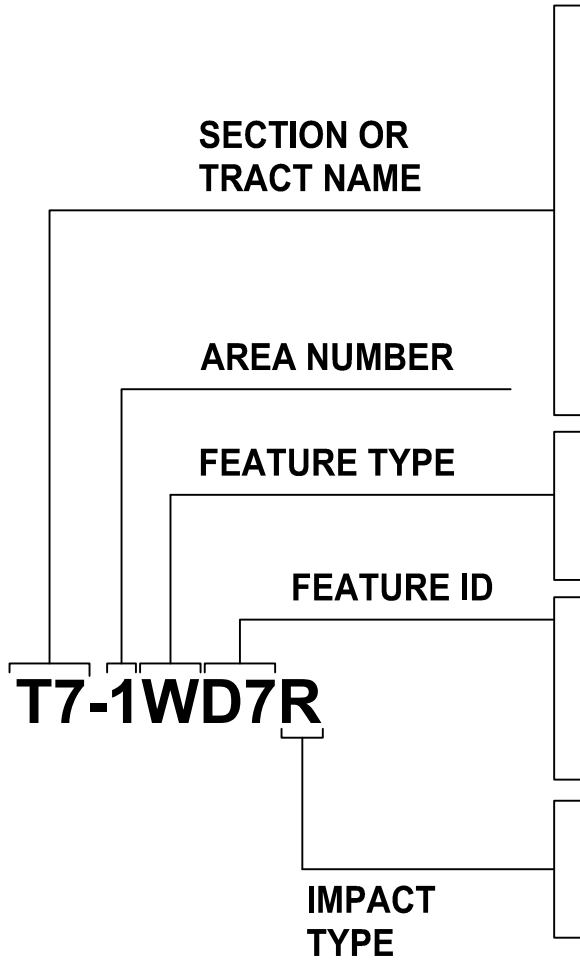 SECTION OR
TRACT NAME
AREA NUMBER
FEATURE TYPE
FEATURE ID
T7-1WD7R
IMPACT
TYPE